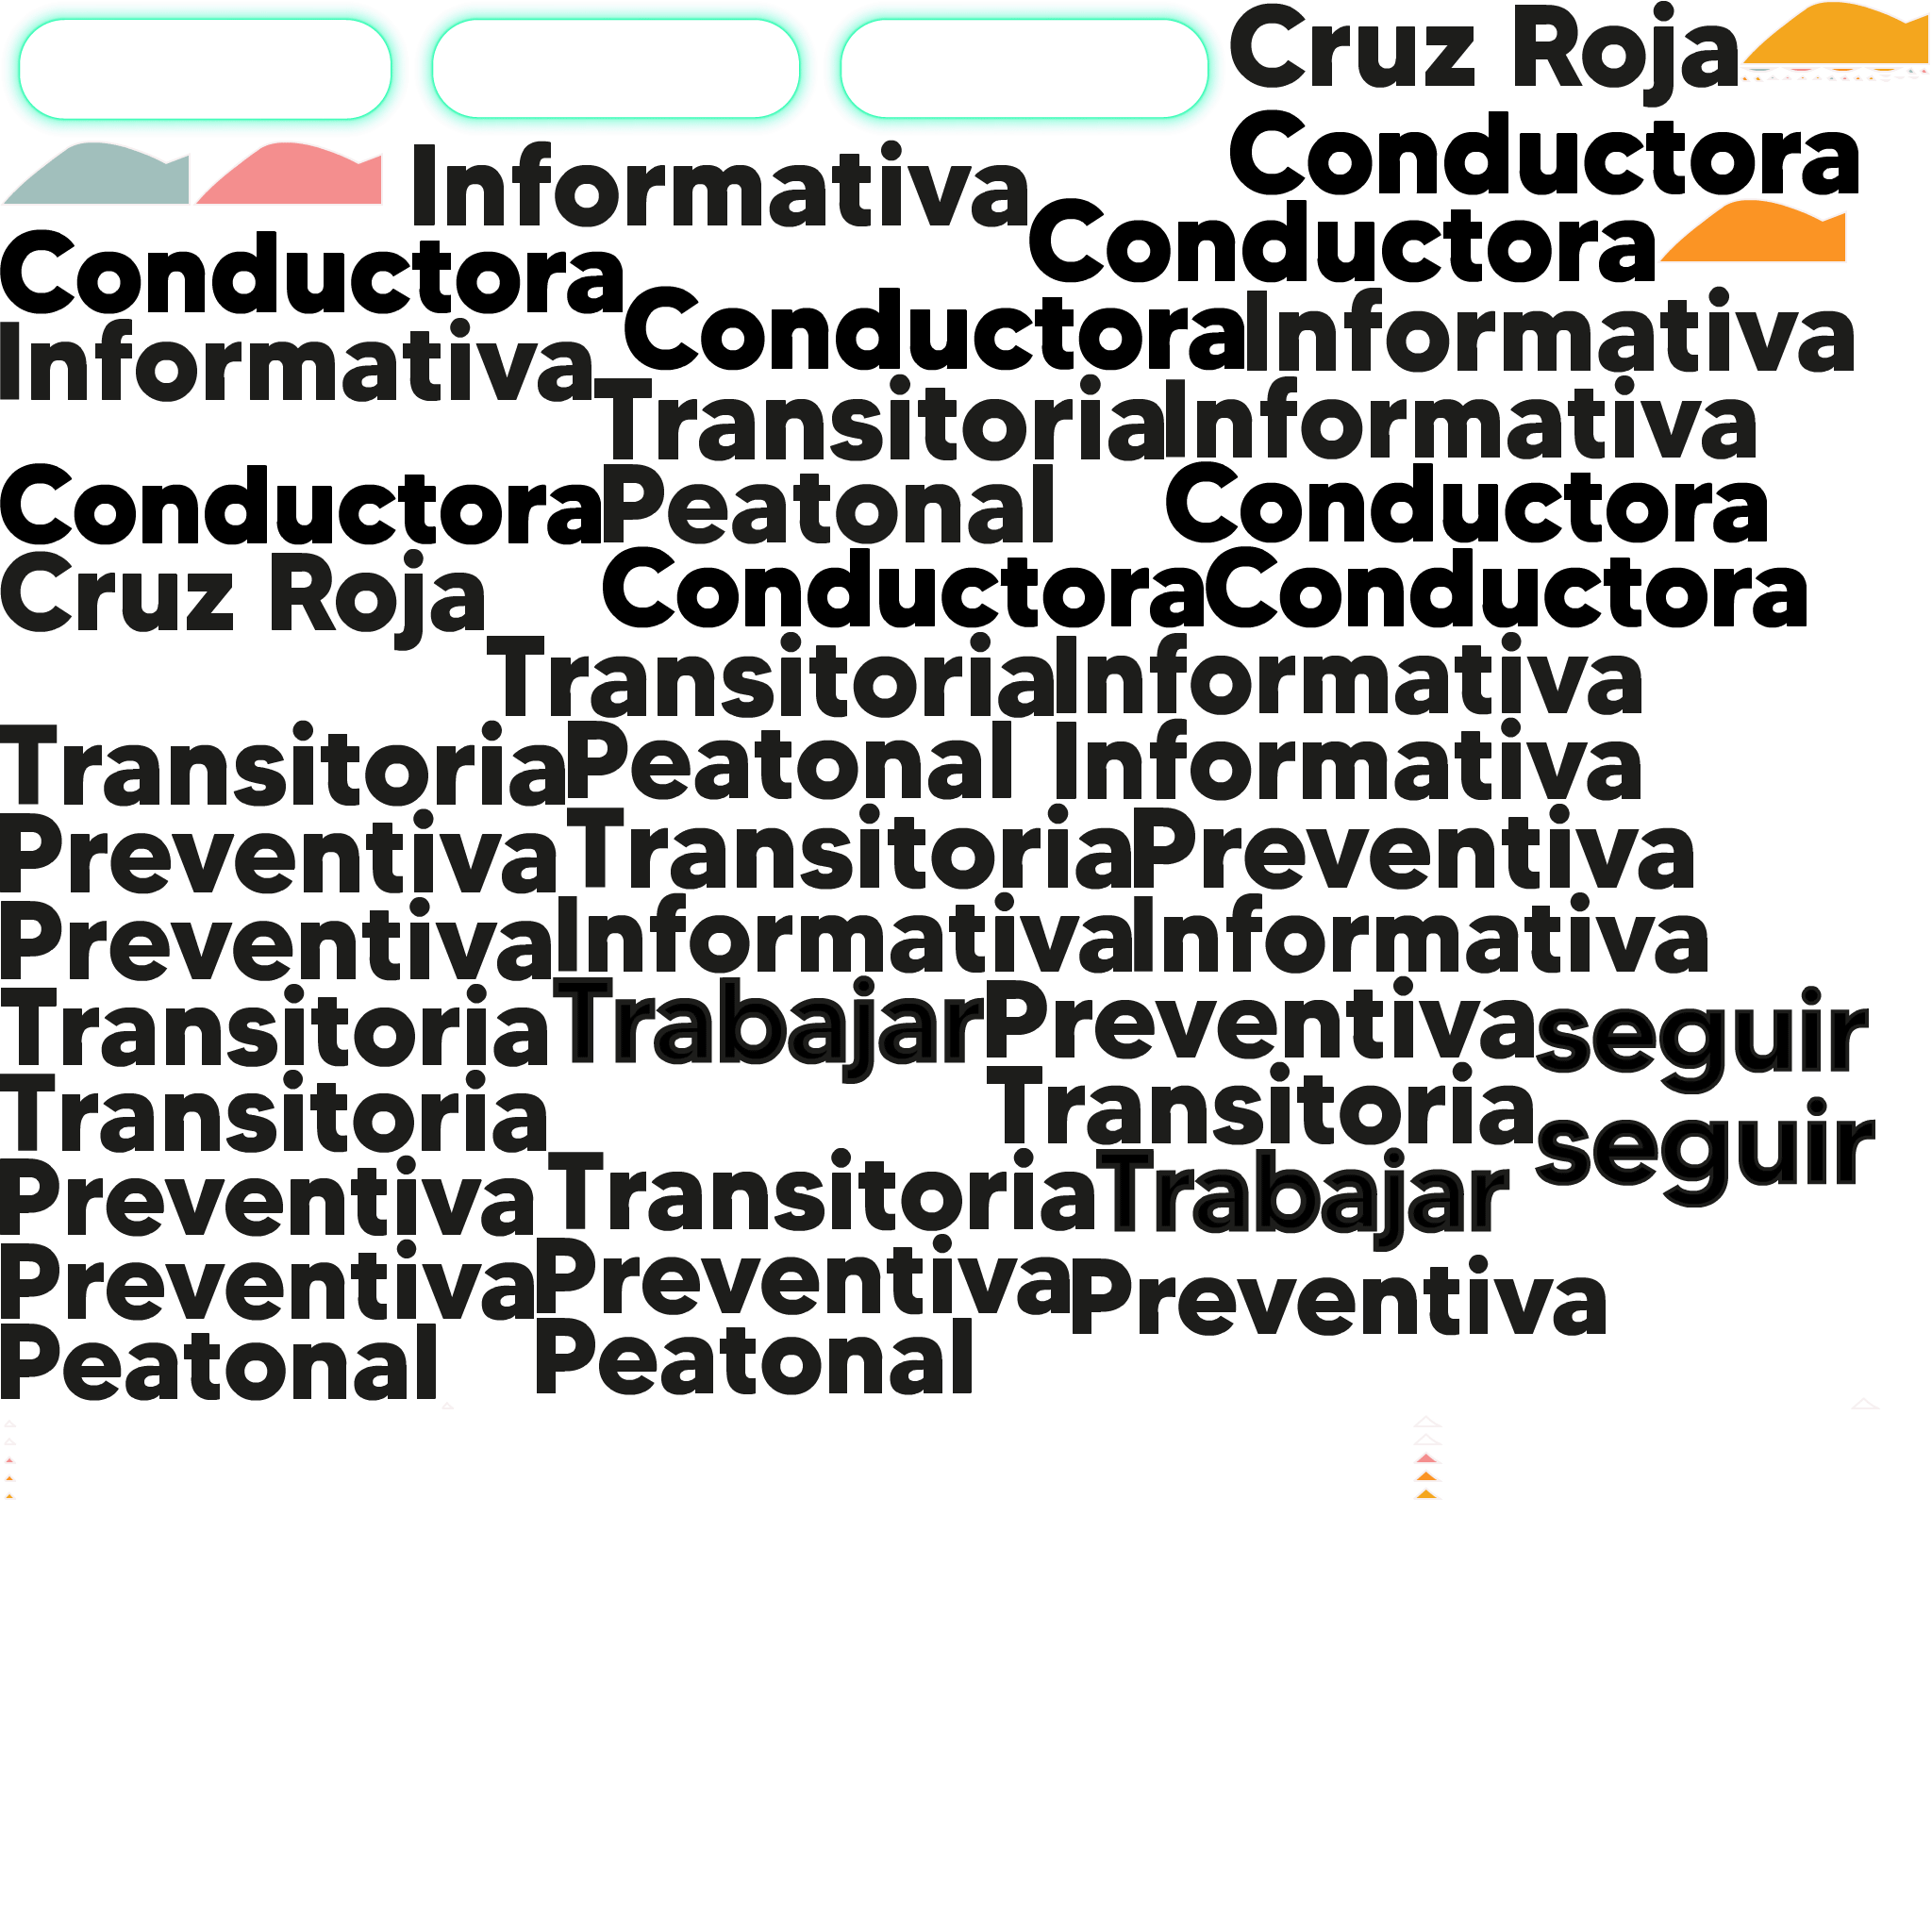 Cruz Roja
Conductora
Informativa
Conductora
Conductora
Conductora Informativa
Informativa
Transitoria Informativa
Conductora Peatonal Conductora
Cruz Roja Conductora Conductora
Transitoria Informativa
Transitoria Peatonal Informativa
Preventiva Transitoria Preventiva
Preventiva Informativa Informativa
Transitoria Trabajar Preventiva seguir
Transitoria Transitoria seguir
Preventiva Transitoria Trabajar
Preventiva Preventiva Preventiva
Peatonal Peatonal